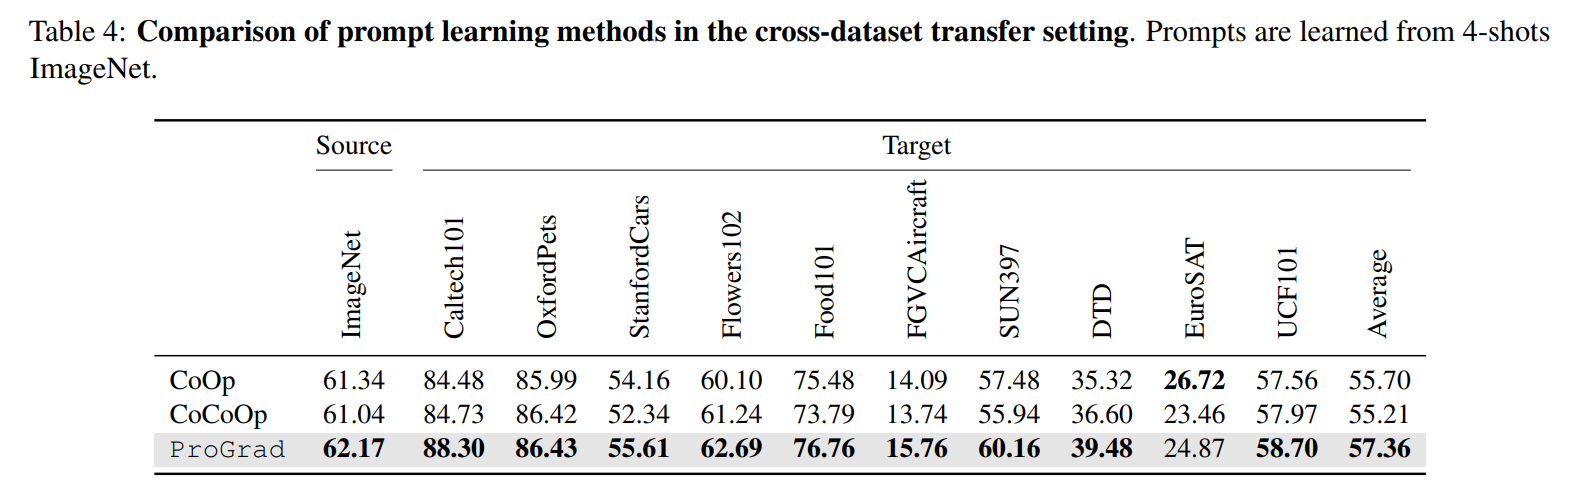 Table 4: Comparison of prompt learning methods in the cross-dataset transfer setting. Prompts are learned from 4-shots
ImageNet.
Source Target
ImageNet Caltech101 OxfordPets StanfordCars Flowers102 Food101 FGVCAircraft SUN397 DTD EuroSAT UCF101 Average
CoOp 61.34 84.48 85.99 54.16 60.10 75.48 14.09 57.48 35.32 26.72 57.56 55.70
CoCoOp 61.04 84.73 86.42 52.34 61.24 73.79 13.74 55.94 36.60 23.46 57.97 55.21
ProGrad 62.17 88.30 86.43 55.61 62.69 76.76 15.76 60.16 39.48 24.87 58.70 57.36